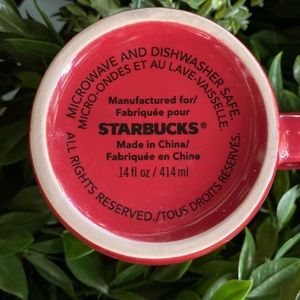 MICROWAVE AND DISHWASHER SAFE.
MICRO-ONDES ET AU LAVE-VAISSELLE.
Manufactured for/
Fabriquée pour
STARBUCKS®
Made in China/
Fabriquée en Chine
14 fl oz / 414 ml
ALL RIGHTS RESERVED./TOUS DROITS RÉSERVÉS.